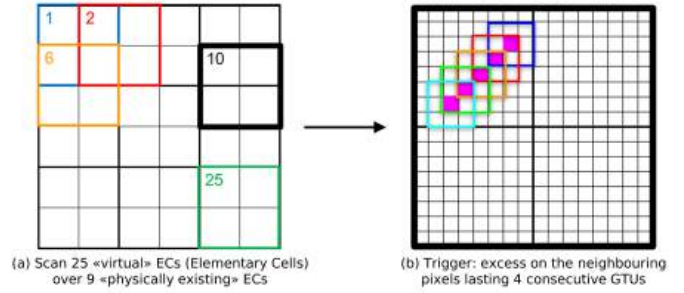 1
2
6
10
25
(a) Scan 25 «virtual» ECs (Elementary Cells)
over 9 «physically existing» ECs
(b) Trigger: excess on the neighbouring
pixels lasting 4 consecutive GTUs